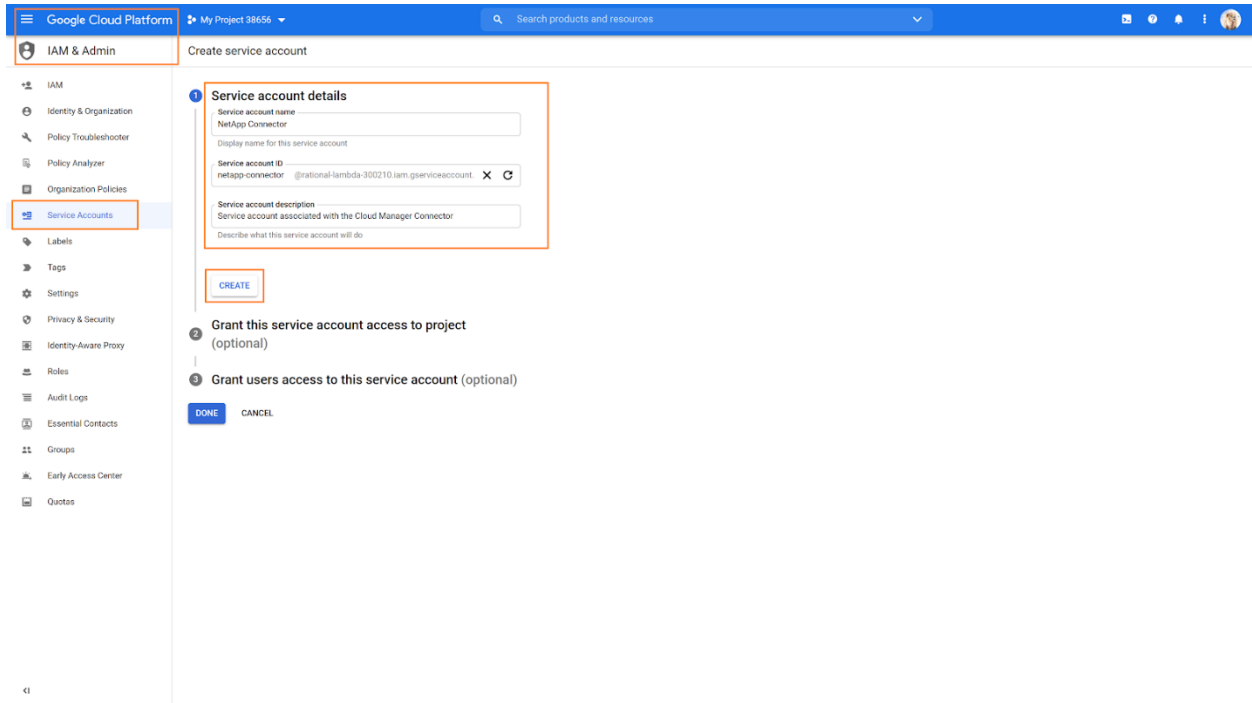 Google Cloud Platform My Project 38656 Search products and resources
IAM & Admin Create service account
IAM
Identity & Organization
Policy Troubleshooter
Policy Analyzer
Organization Policies
Service Accounts
Labels
Tags
Settings
Privacy & Security
Identity-Aware Proxy
Roles
Audit Logs
Essential Contacts
Groups
Early Access Center
Quotas
1 Service account details
Service account name
NetApp Connector
Display name for this service account
Service account ID
netapp-connector @rational-lambda-300210.iam.gserviceaccount.
Service account description
Service account associated with the Cloud Manager Connector
Describe what this service account will do
CREATE
2 Grant this service account access to project
(optional)
3 Grant users access to this service account (optional)
DONE CANCEL